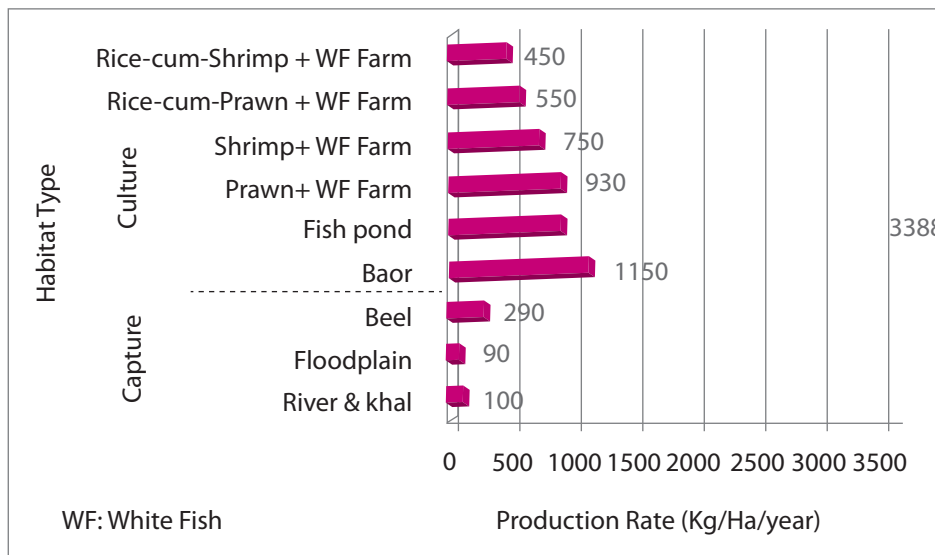 Habitat Type
Culture
Capture
Rice-cum-Shrimp + WF Farm 450
Rice-cum-Prawn + WF Farm 550
Shrimp+ WF Farm 750
Prawn+ WF Farm 930
Fish pond 3388
Baor 1150
Beel 290
Floodplain 90
River & khal 100
0 500 1000 1500 2000 2500 3000 3500
WF: White Fish Production Rate (Kg/Ha/year)